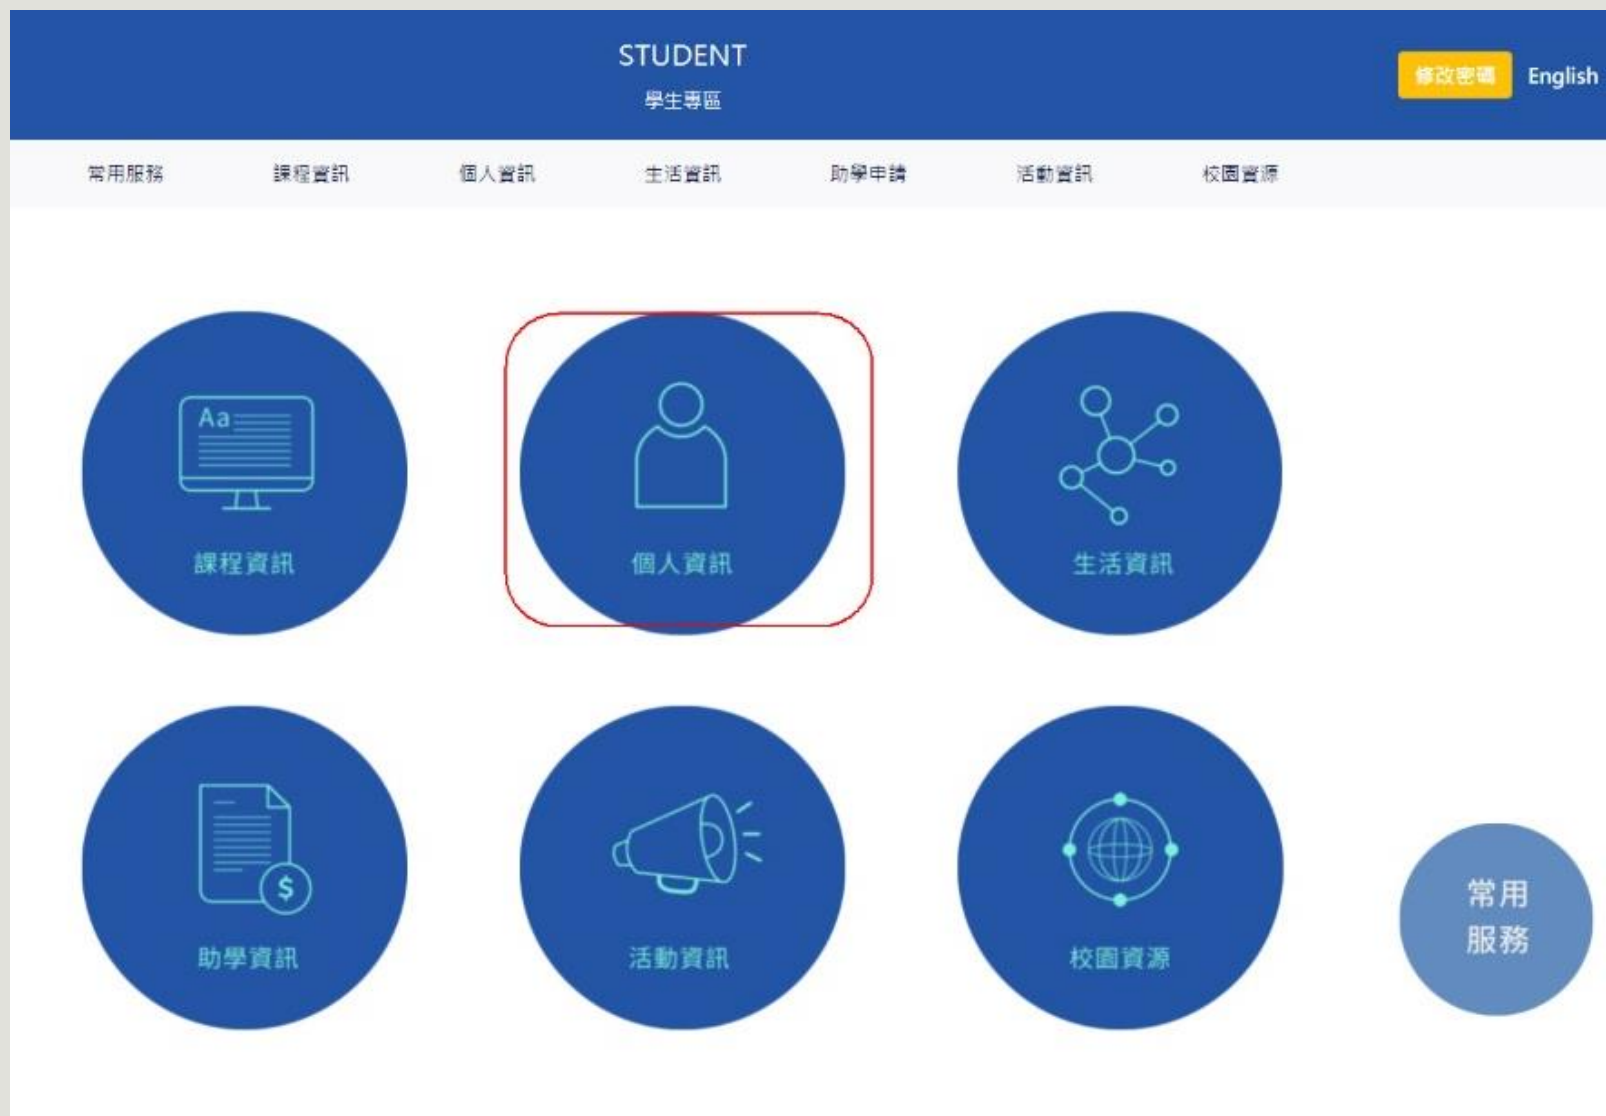 STUDENT
學生專區
修改密碼 English
常用服務 課程資訊 個人資訊 生活資訊 助學申請 活動資訊 校園資源
Aa
課程資訊 個人資訊 生活資訊
$
助學資訊 活動資訊 校園資源
常用
服務